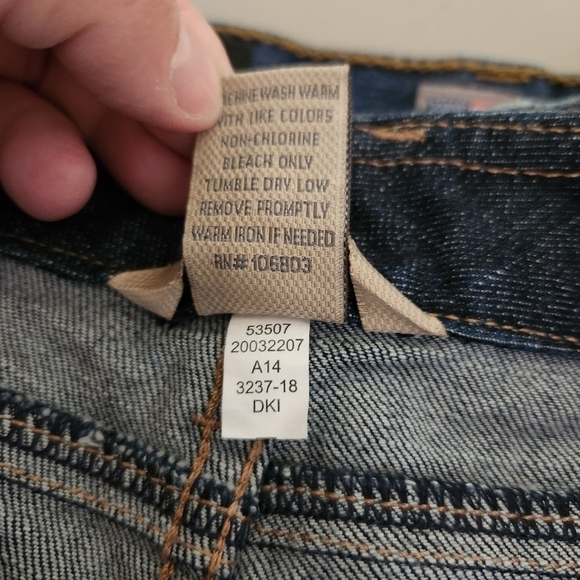 MACHINE WASH WARM
WITH LIKE COLORS
NON-CHLORINE
BLEACH ONLY
TUMBLE DRY LOW
REMOVE PROMPTLY
WARM IRON IF NEEDED
RN# 106803
53507
20032207
A14
3237-18
DKI